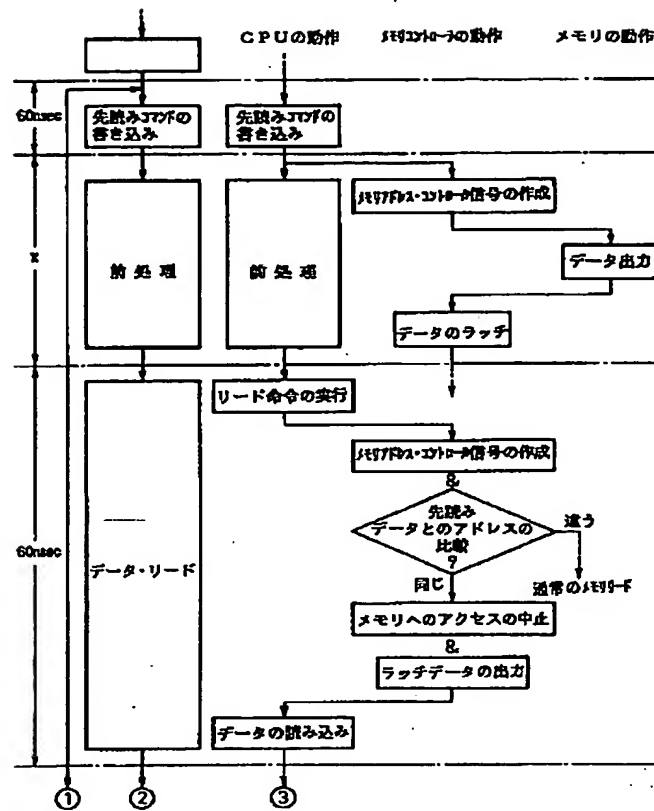 CPUの動作
メモリコントローラの動作
メモリの動作
60nsec
先読みコマンドの
書き込み
先読みコマンドの
書き込み
x
前処理
前処理
メモリアドレス・コントロール信号の作成
データ出力
データのラッチ
60nsec
データ・リード
リード命令の実行
メモリアドレス・コントロール信号の作成
&
先読み
データとのアドレスの
比較
?
違う
同じ
通常のメモリリード
メモリへのアクセスの中止
&
ラッチデータの出力
データの読み込み
①
②
③